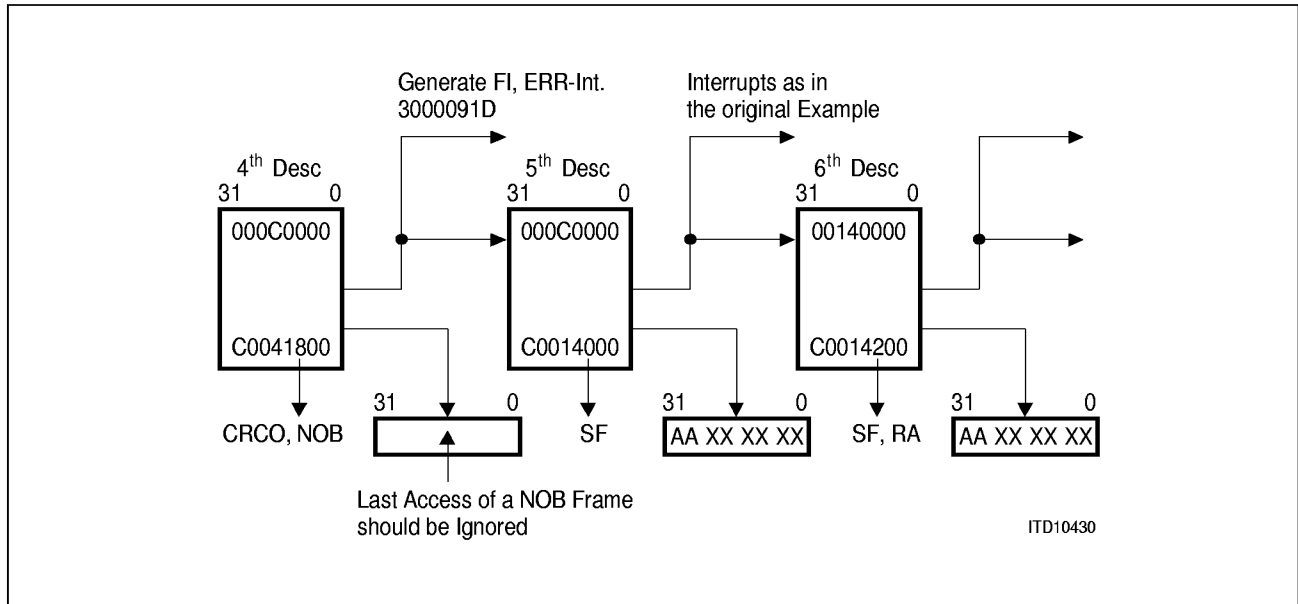 Generate FI, ERR-Int.
3000091D
Interrupts as in
the original Example
4th Desc
31 0
000C0000
C0041800
CRCO, NOB
31 0
Last Access of a NOB Frame
should be Ignored
5th Desc
31 0
000C0000
C0014000
SF
31 0
AA XX XX XX
6th Desc
31 0
00140000
C0014200
SF, RA
31 0
AA XX XX XX
ITD10430